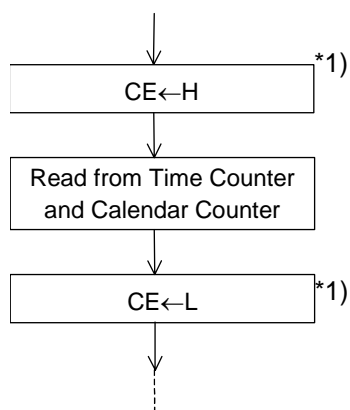 *1)
CE←H
Read from Time Counter
and Calendar Counter
*1)
CE←L